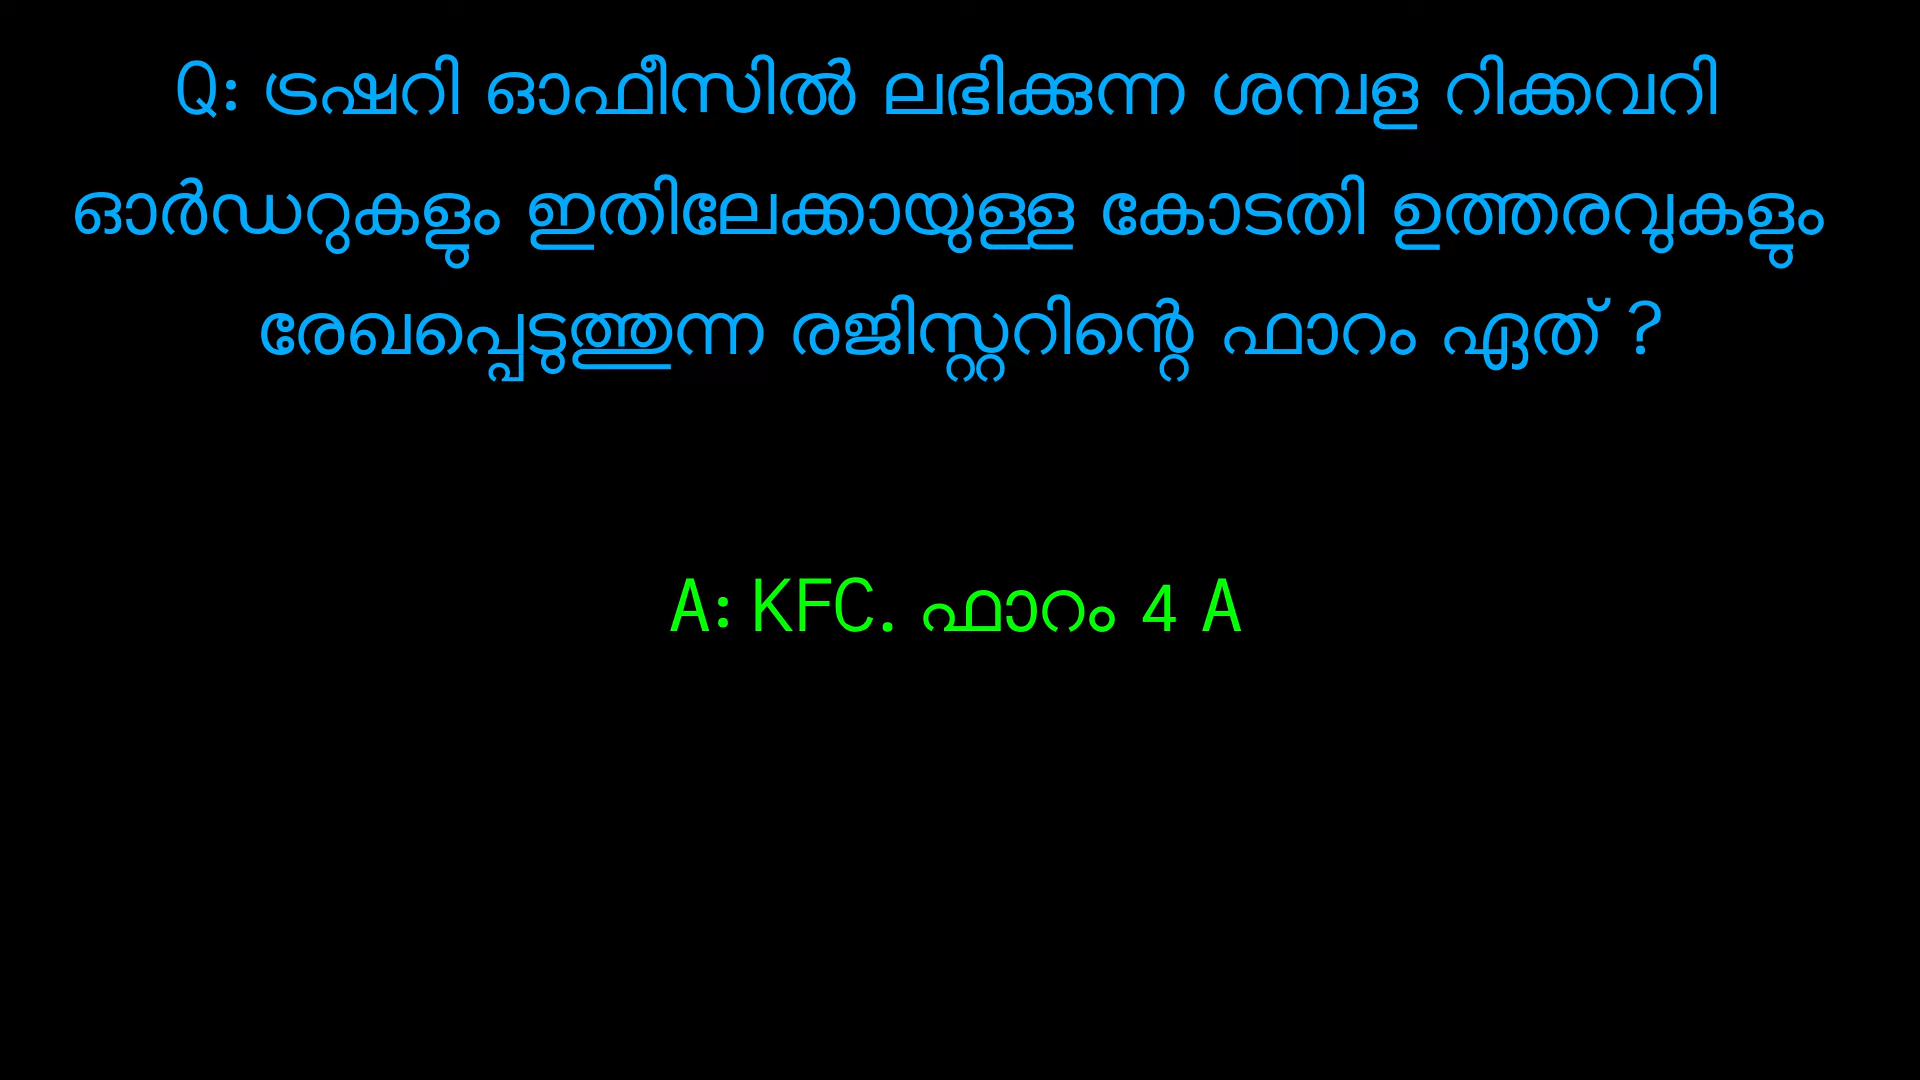 Q: ട്രഷറി ഓഫീസിൽ ലഭിക്കുന്ന ശമ്പള റിക്കവറി
ഓർഡറുകളും ഇതിലേക്കായുള്ള കോടതി ഉത്തരവുകളും
രേഖപ്പെടുത്തുന്ന രജിസ്റ്ററിന്റെ ഫാറം ഏത് ?
A: KFC. ഫാറം 4 A